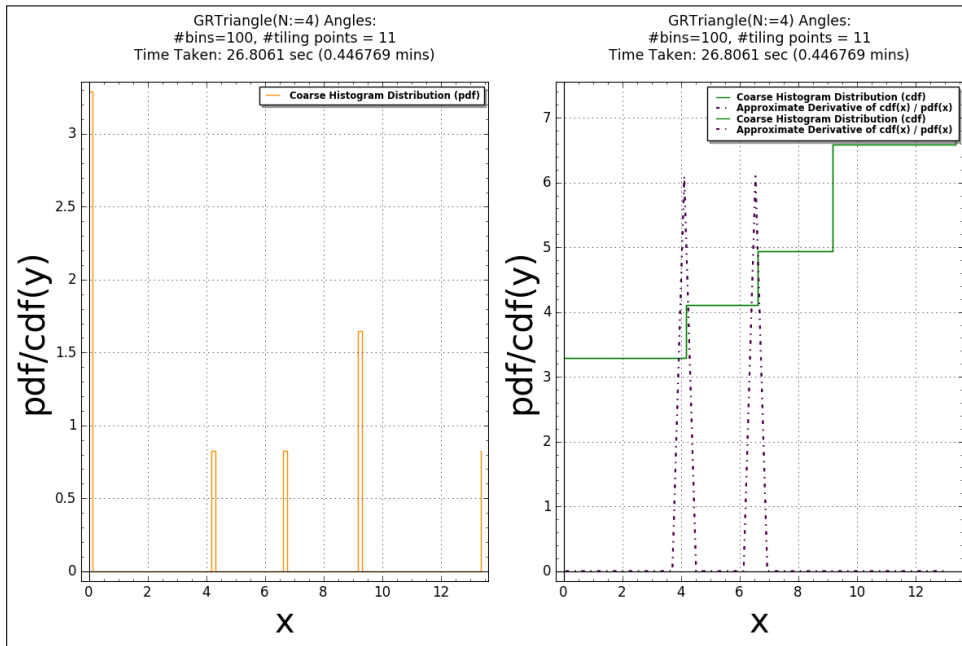 GRTriangle(N:=4) Angles:
#bins=100, #tiling points = 11
Time Taken: 26.8061 sec (0.446769 mins)
Coarse Histogram Distribution (pdf)
3
2.5
2
1.5
1
0.5
0
pdf/cdf(y)
0 2 4 6 8 10 12
x
GRTriangle(N:=4) Angles:
#bins=100, #tiling points = 11
Time Taken: 26.8061 sec (0.446769 mins)
Coarse Histogram Distribution (cdf)
Approximate Derivative of cdf(x) / pdf(x)
Coarse Histogram Distribution (cdf)
Approximate Derivative of cdf(x) / pdf(x)
7
6
5
4
3
2
1
0
pdf/cdf(y)
0 2 4 6 8 10 12
x